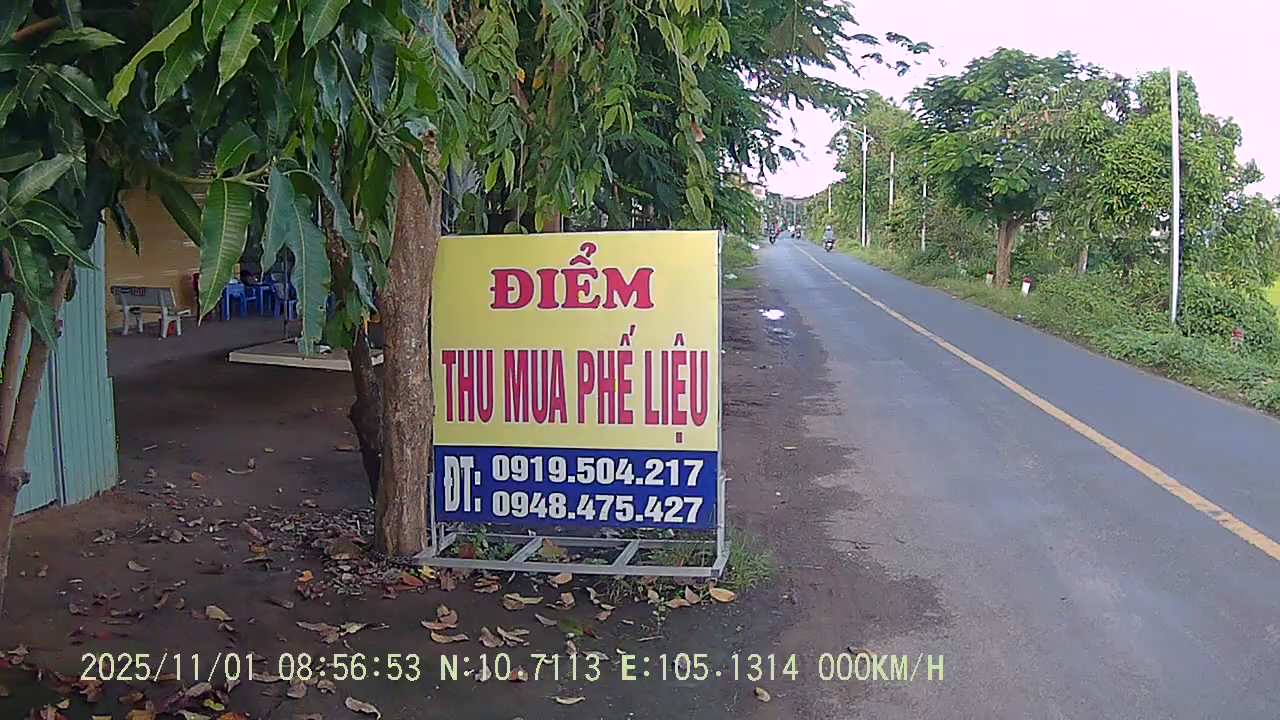 ĐIỂM
THU MUA PHẾ LIỆU
ĐT: 0919.504.217
0948.475.427
2025/11/01 08:56:53 N:10.7113 E:105.1314 000KM/H